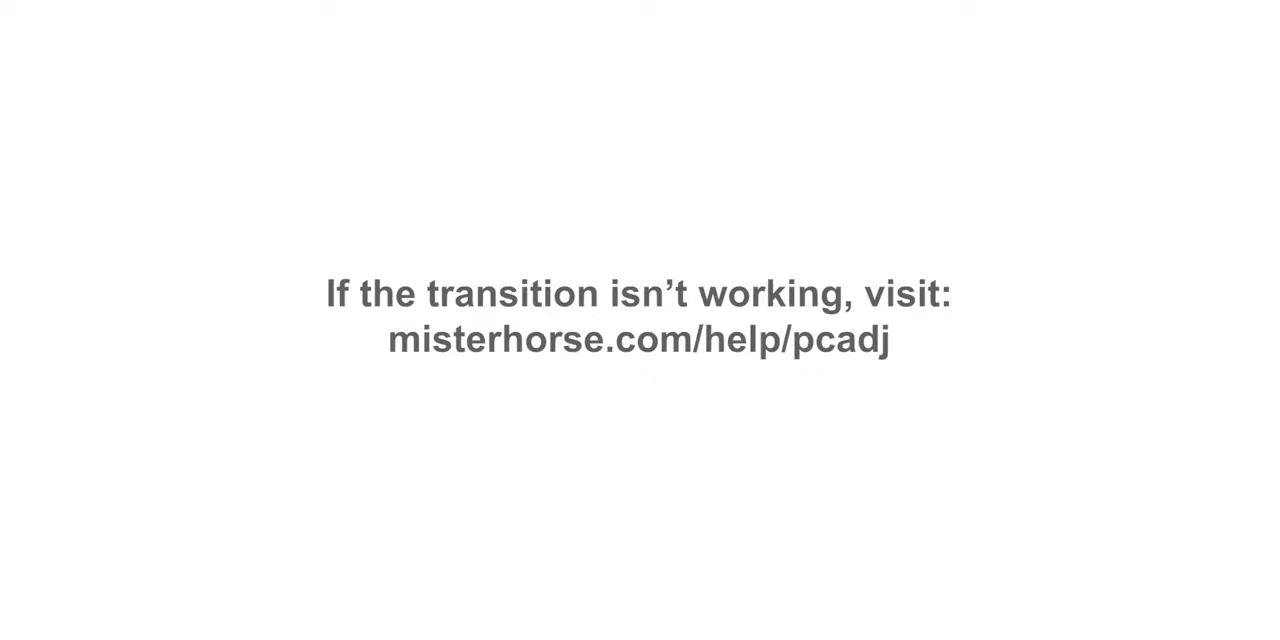 If the transition isn’t working, visit:
misterhorse.com/help/pcadj